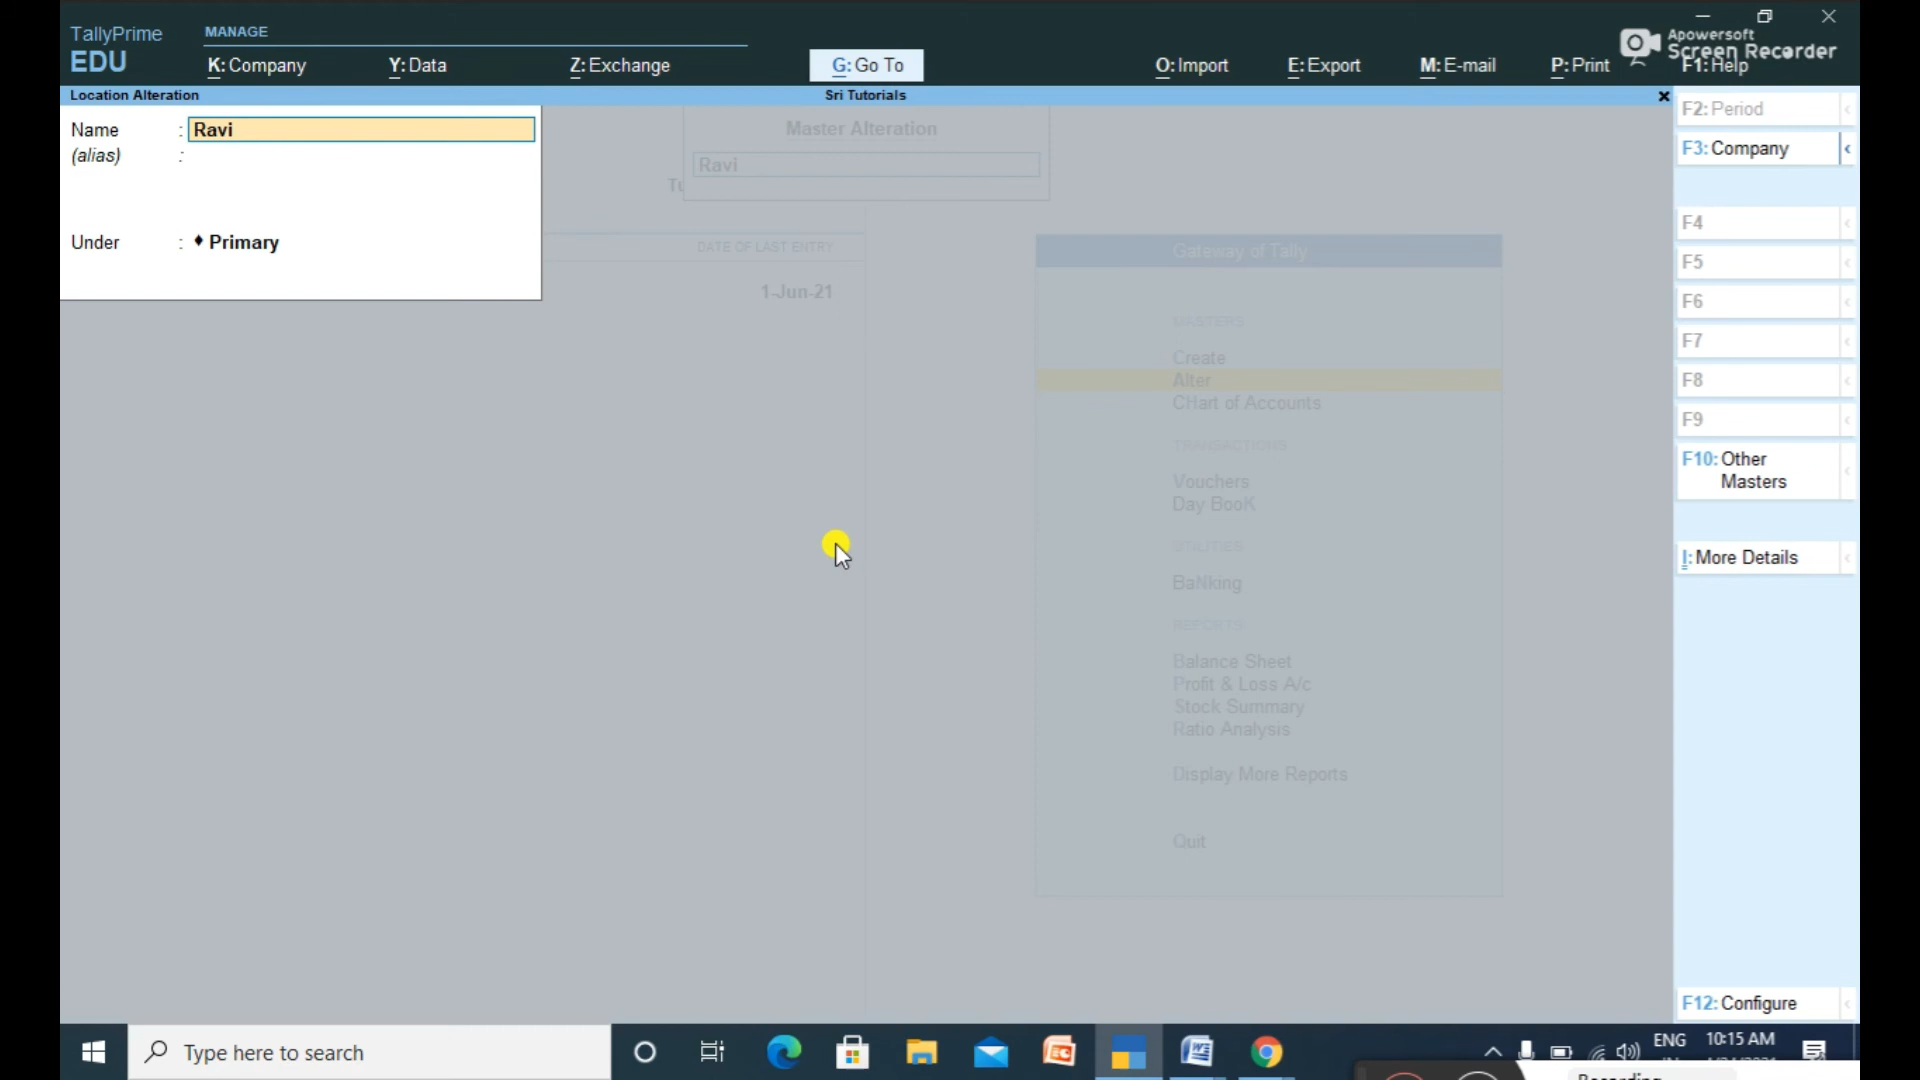 TallyPrime
EDU
MANAGE
K: Company
Y: Data
Z: Exchange
G: Go To
O: Import
E: Export
M: E-mail
P: Print
F1: Help
Apowersoft
Screen Recorder
Location Alteration
Sri Tutorials
Name : Ravi
(alias) :
Under : ♦ Primary
Master Alteration
Ravi
DATE OF LAST ENTRY
1-Jun-21
Gateway of Tally
MASTERS
Create
Alter
CHart of Accounts
TRANSACTIONS
Vouchers
Day BooK
UTILITIES
BaNking
REPORTS
Balance Sheet
Profit & Loss A/c
Stock Summary
Ratio Analysis
Display More Reports
Quit
F2: Period
F3: Company
F4
F5
F6
F7
F8
F9
F10: Other
Masters
I: More Details
F12: Configure
Type here to search
ENG
10:15 AM